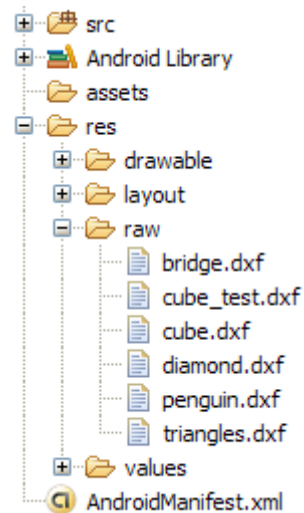 src
Android Library
assets
res
drawable
layout
raw
bridge.dxf
cube_test.dxf
cube.dxf
diamond.dxf
penguin.dxf
triangles.dxf
values
AndroidManifest.xml